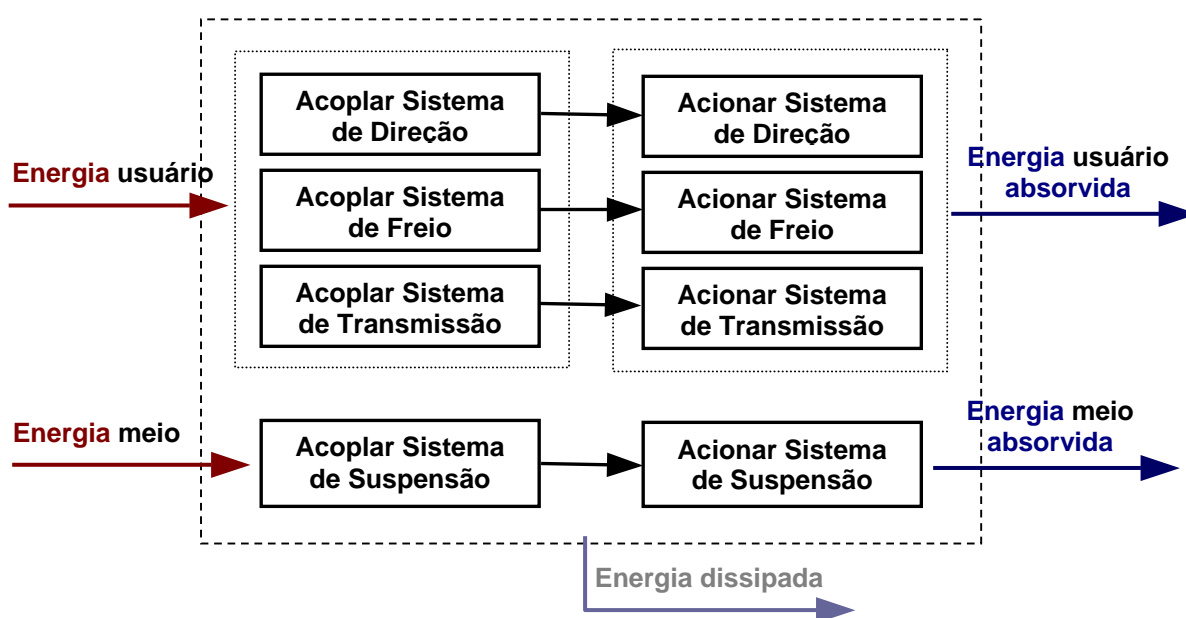 Acoplar Sistema
de Direção
Acionar Sistema
de Direção
Energia usuário
Energia usuário
absorvida
Acoplar Sistema
de Freio
Acionar Sistema
de Freio
Acoplar Sistema
de Transmissão
Acionar Sistema
de Transmissão
Energia meio
Energia meio
absorvida
Acoplar Sistema
de Suspensão
Acionar Sistema
de Suspensão
Energia dissipada